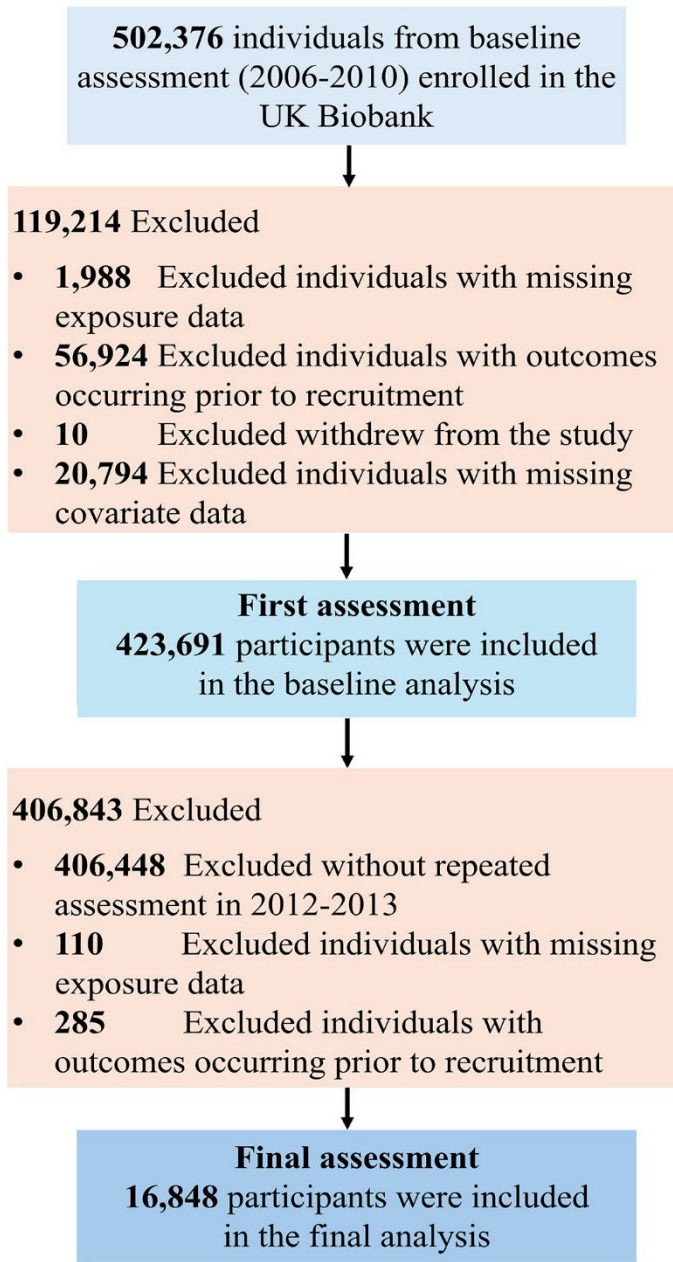 502,376 individuals from baseline
assessment (2006-2010) enrolled in the
UK Biobank
119,214 Excluded
• 1,988 Excluded individuals with missing
exposure data
• 56,924 Excluded individuals with outcomes
occurring prior to recruitment
• 10 Excluded withdrew from the study
• 20,794 Excluded individuals with missing
covariate data
First assessment
423,691 participants were included
in the baseline analysis
406,843 Excluded
• 406,448 Excluded without repeated
assessment in 2012-2013
• 110 Excluded individuals with missing
exposure data
• 285 Excluded individuals with
outcomes occurring prior to recruitment
Final assessment
16,848 participants were included
in the final analysis